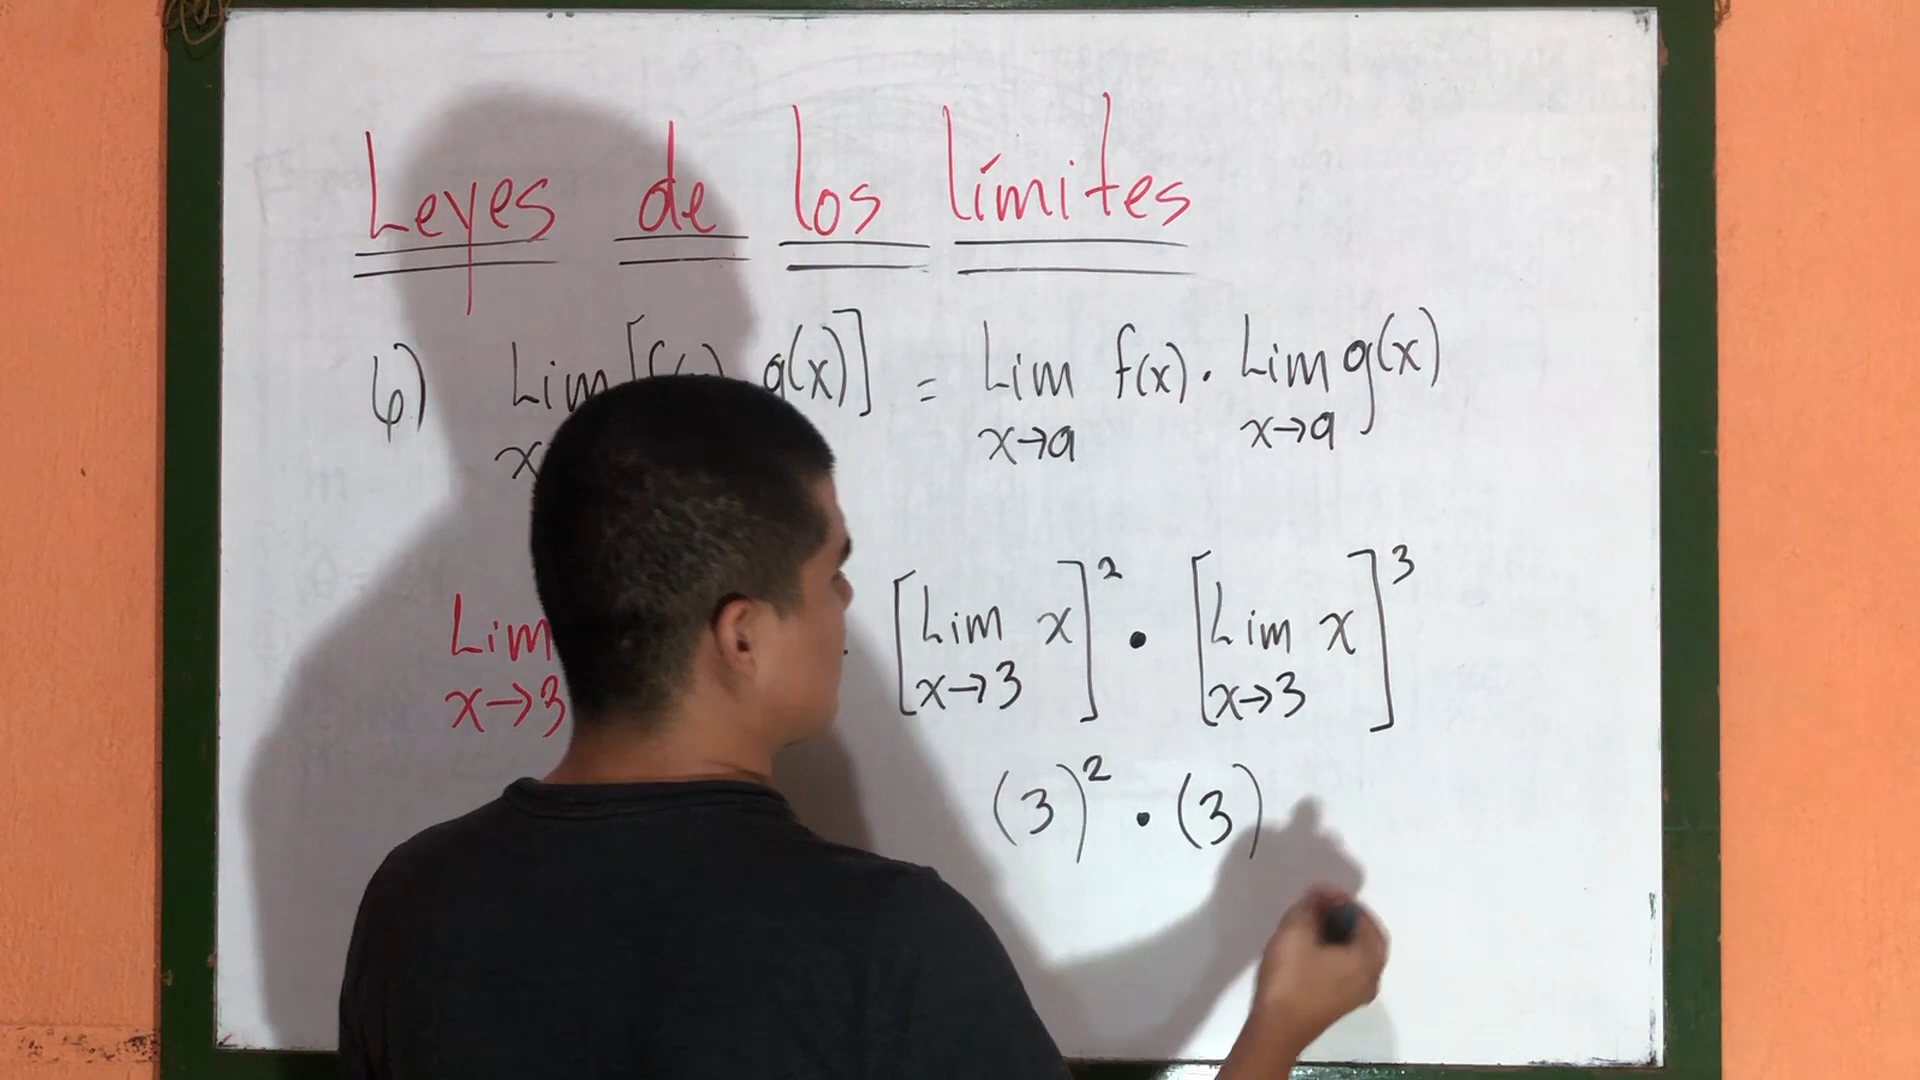 Leyes de los límites
6) Lim [f( g(x)] = Lim f(x) · Lim g(x)
x x→a x→a
Lim [Lim x]² · [Lim x]³
x→3 x→3 x→3
(3)² · (3)